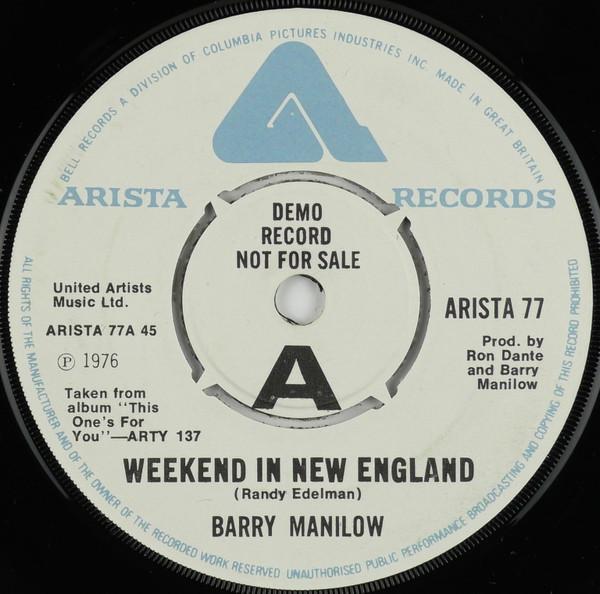 BELL RECORDS A DIVISION OF COLUMBIA PICTURES INDUSTRIES INC. MADE IN GREAT BRITAIN
ARISTA RECORDS
DEMO
RECORD
NOT FOR SALE
United Artists
Music Ltd.
ARISTA 77A 45
Ⓟ 1976
Taken from
album "This
One's For
You"—ARTY 137
ARISTA 77
Prod. by
Ron Dante
and Barry
Manilow
A
WEEKEND IN NEW ENGLAND
(Randy Edelman)
BARRY MANILOW
ALL RIGHTS OF THE MANUFACTURER AND OF THE OWNER OF THE RECORDED WORK RESERVED UNAUTHORISED PUBLIC PERFORMANCE BROADCASTING AND COPYING OF THIS RECORD PROHIBITED